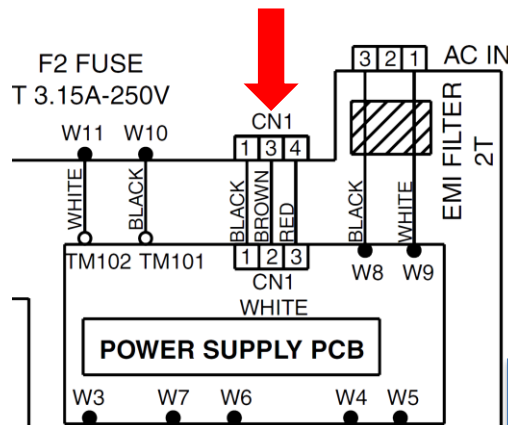 F2 FUSE
T 3.15A-250V
W11
W10
CN1
1 3 4
3 2 1
AC IN
EMI FILTER
2T
WHITE
BLACK
BLACK
BROWN
RED
BLACK
WHITE
TM102
TM101
1 2 3
CN1
WHITE
W8
W9
POWER SUPPLY PCB
W3
W7
W6
W4
W5